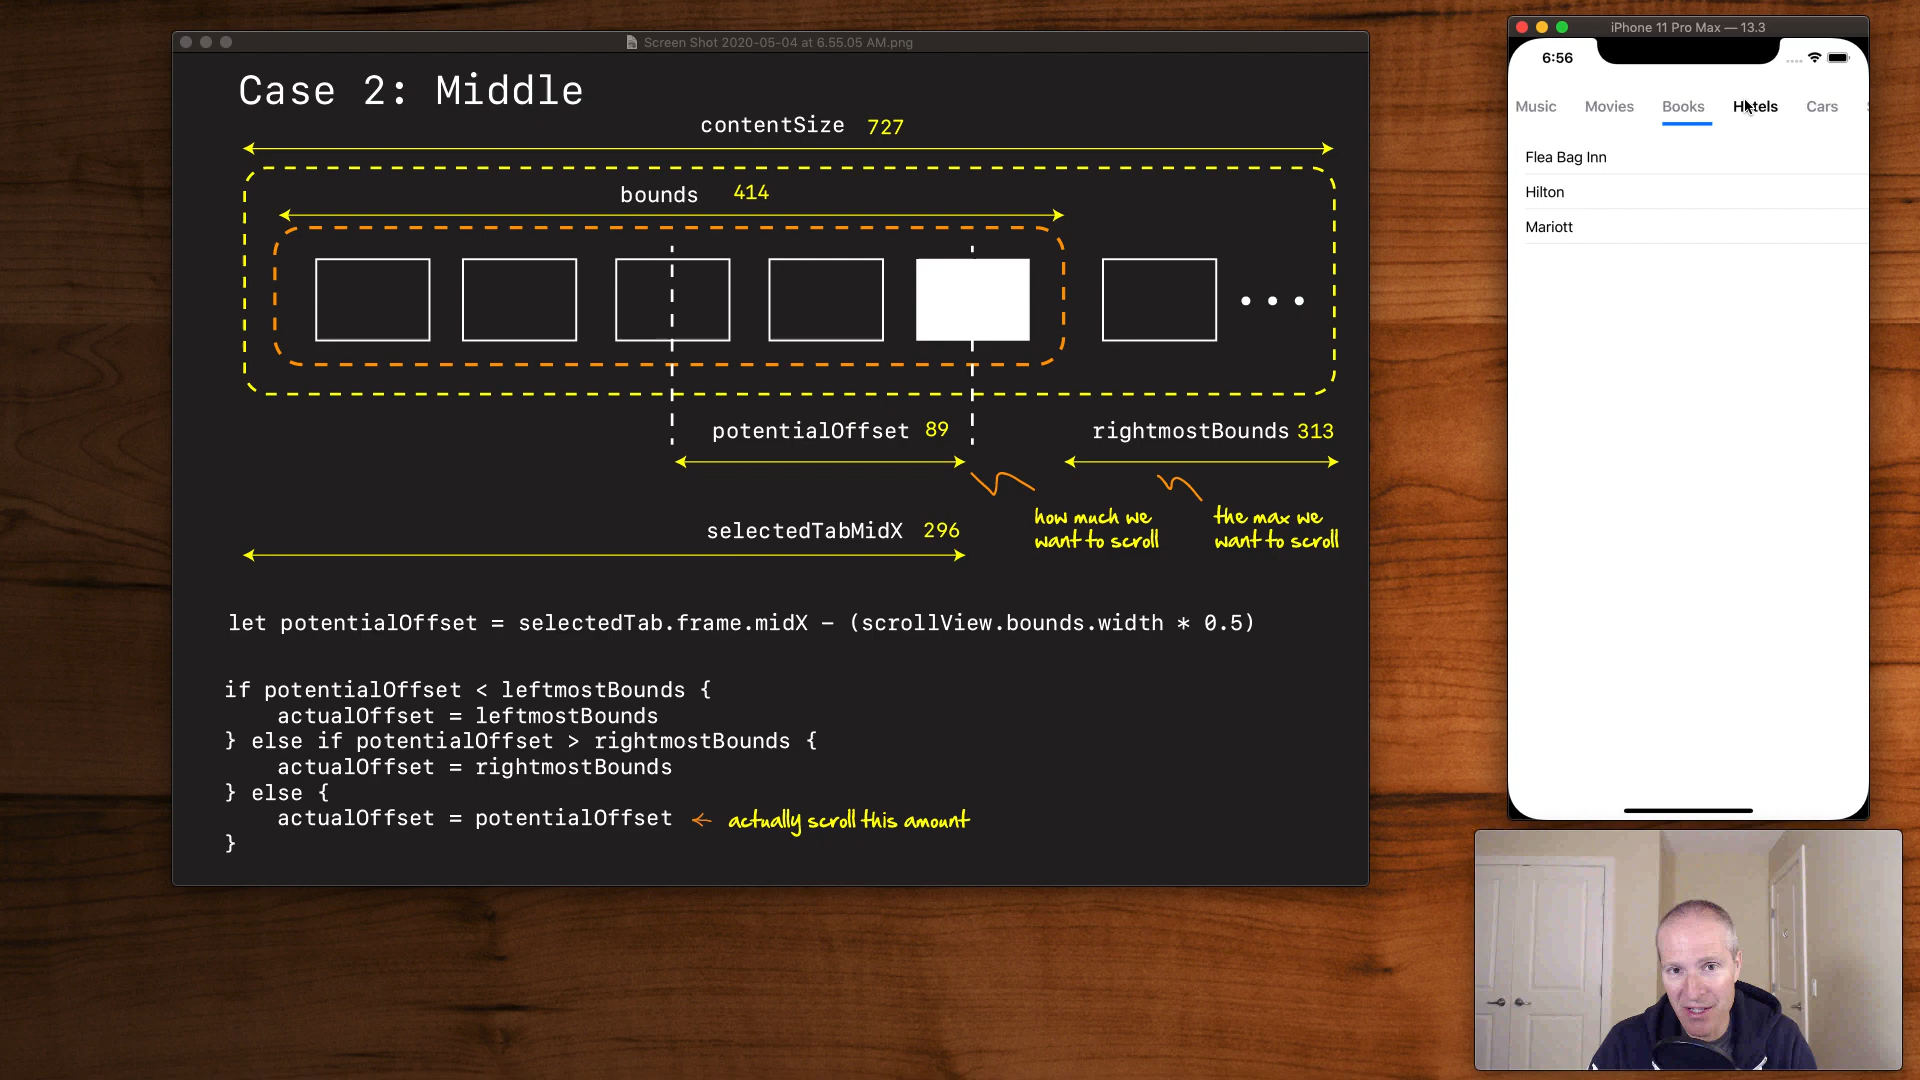 Screen Shot 2020-05-04 at 6.55.05 AM.png
Case 2: Middle
contentSize 727
bounds 414
potentialOffset 89
rightmostBounds 313
how much we
want to scroll
the max we
want to scroll
selectedTabMidX 296
let potentialOffset = selectedTab.frame.midX - (scrollView.bounds.width * 0.5)
if potentialOffset < leftmostBounds {
actualOffset = leftmostBounds
} else if potentialOffset > rightmostBounds {
actualOffset = rightmostBounds
} else {
actualOffset = potentialOffset ← actually scroll this amount
}
iPhone 11 Pro Max — 13.3
6:56
Music Movies Books Hotels Cars
Flea Bag Inn
Hilton
Mariott